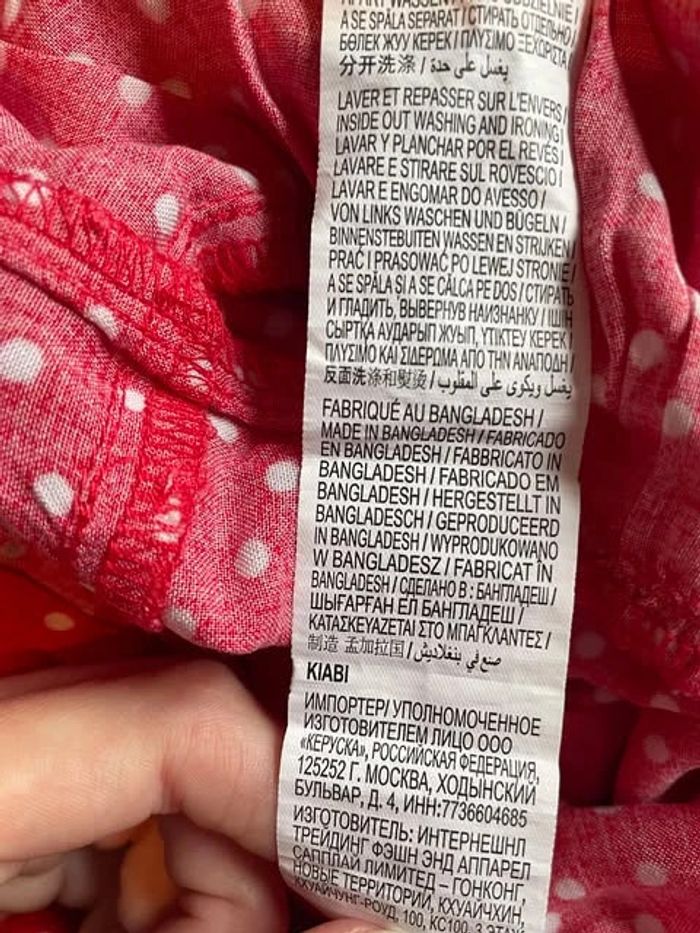 A SE SPĂLA SEPARAT / СТИРАТЬ ОТДЕЛЬНО /
БӨЛЕК ЖУУ КЕРЕК / ΠΛΥΣΙΜΟ ΞΕΧΩΡΙΣΤΑ /
分开洗涤 / يغسل على حدة /
LAVER ET REPASSER SUR L'ENVERS /
INSIDE OUT WASHING AND IRONING /
LAVAR Y PLANCHAR POR EL REVÉS /
LAVARE E STIRARE SUL ROVESCIO /
LAVAR E ENGOMAR DO AVESSO /
VON LINKS WASCHEN UND BÜGELN /
BINNENSTEBUITEN WASSEN EN STRIJKEN /
PRAĆ I PRASOWAĆ PO LEWEJ STRONIE /
A SE SPĂLA ŞI A SE CĂLCA PE DOS / СТИРАТЬ
И ГЛАДИТЬ, ВЫВЕРНУВ НАИЗНАНКУ / ІШІН
СЫРТҚА АУДАРЫП ЖУЫП, ҮТІКТЕУ КЕРЕК /
ΠΛΥΣΙΜΟ ΚΑΙ ΣΙΔΕΡΩΜΑ ΑΠΟ ΤΗΝ ΑΝΑΠΟΔΗ /
反面洗涤和熨烫 / يغسل ويكوى على المقلوب /
FABRIQUÉ AU BANGLADESH /
MADE IN BANGLADESH / FABRICADO
EN BANGLADESH / FABBRICATO IN
BANGLADESH / FABRICADO EM
BANGLADESH / HERGESTELLT IN
BANGLADESCH / GEPRODUCEERD
IN BANGLADESH / WYPRODUKOWANO
W BANGLADESZ / FABRICAT ÎN
BANGLADESH / СДЕЛАНО В : БАНГЛАДЕШ /
ШЫҒАРҒАН ЕЛ БАНГЛАДЕШ /
ΚΑΤΑΣΚΕΥΑΖΕΤΑΙ ΣΤΟ ΜΠΑΓΚΛΑΝΤΕΣ /
制造 孟加拉国 / صنع في بنغلاديش /
KIABI
ИМПОРТЕР/ УПОЛНОМОЧЕННОЕ
ИЗГОТОВИТЕЛЕМ ЛИЦО ООО
«КЕРУСКА», РОССИЙСКАЯ ФЕДЕРАЦИЯ,
125252 Г. МОСКВА, ХОДЫНСКИЙ
БУЛЬВАР, Д. 4, ИНН:7736604685
ИЗГОТОВИТЕЛЬ: ИНТЕРНЕШНЛ
ТРЕЙДИНГ ФЭШН ЭНД АППАРЕЛ
САППЛАЙ ЛИМИТЕД – ГОНКОНГ,
НОВЫЕ ТЕРРИТОРИИ, КХУАЙЧХИН,
КХУАЙЧУНГ-РОУД, 100, КС100, 3 ЭТАЖ